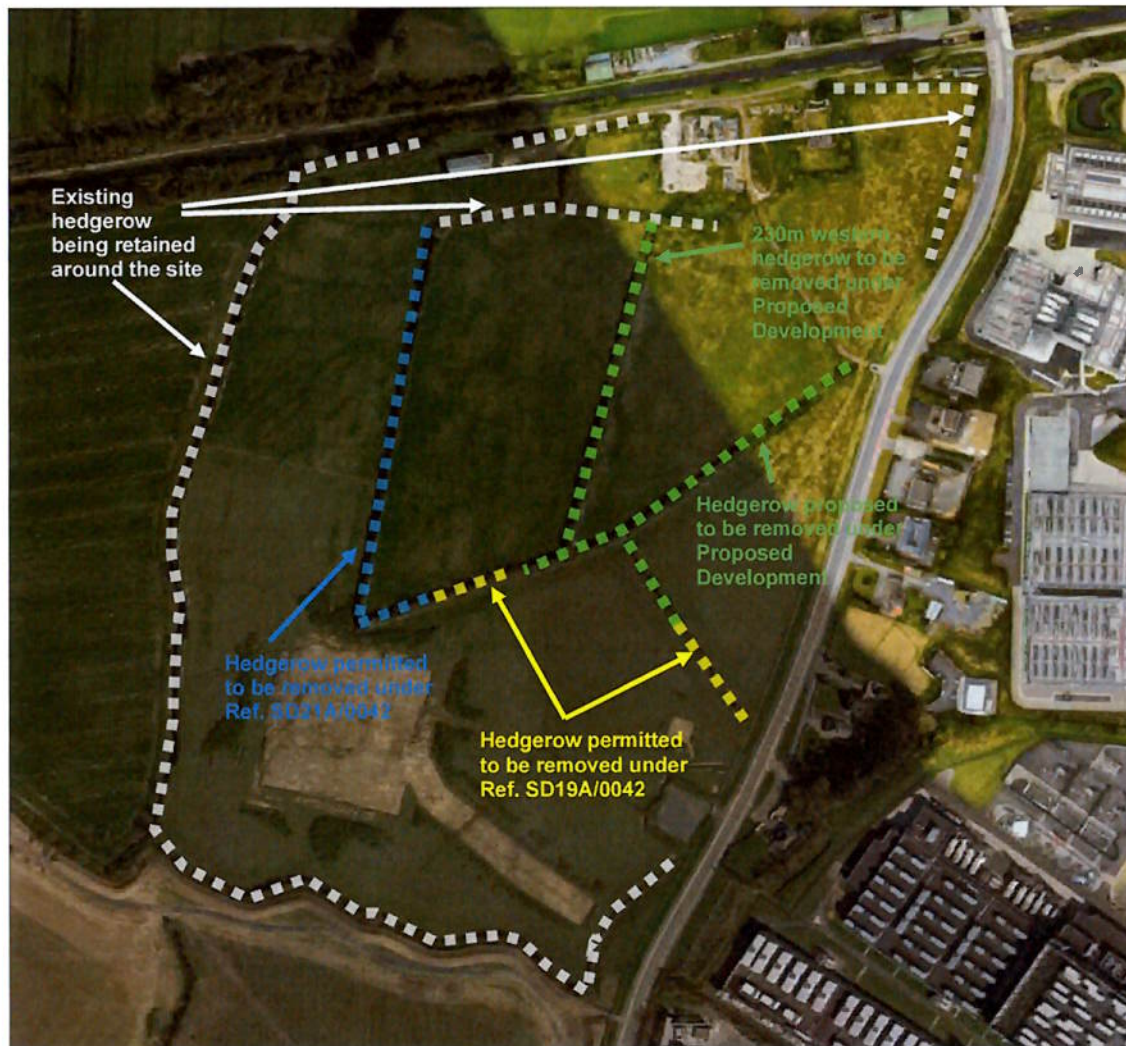 Existing
hedgerow
being retained
around the site
230m western
hedgerow to be
removed under
Proposed
Development
Hedgerow proposed
to be removed under
Proposed
Development
Hedgerow permitted
to be removed under
Ref. SD21A/0042
Hedgerow permitted
to be removed under
Ref. SD19A/0042